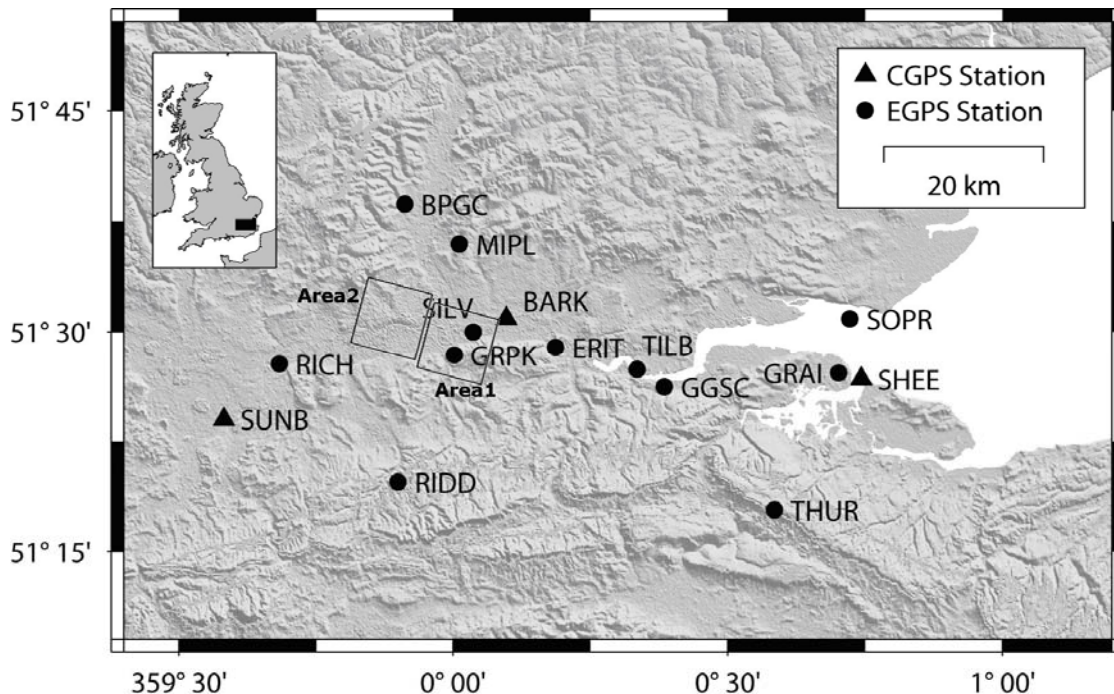 CGPS Station
EGPS Station
20 km
51° 45'
51° 30'
51° 15'
BPGC
MIPL
Area2
SILV
BARK
SOPR
RICH
GRPK
ERIT
TILB
GRAI
SHEE
Area1
GGSC
SUNB
RIDD
THUR
359° 30'
0° 00'
0° 30'
1° 00'